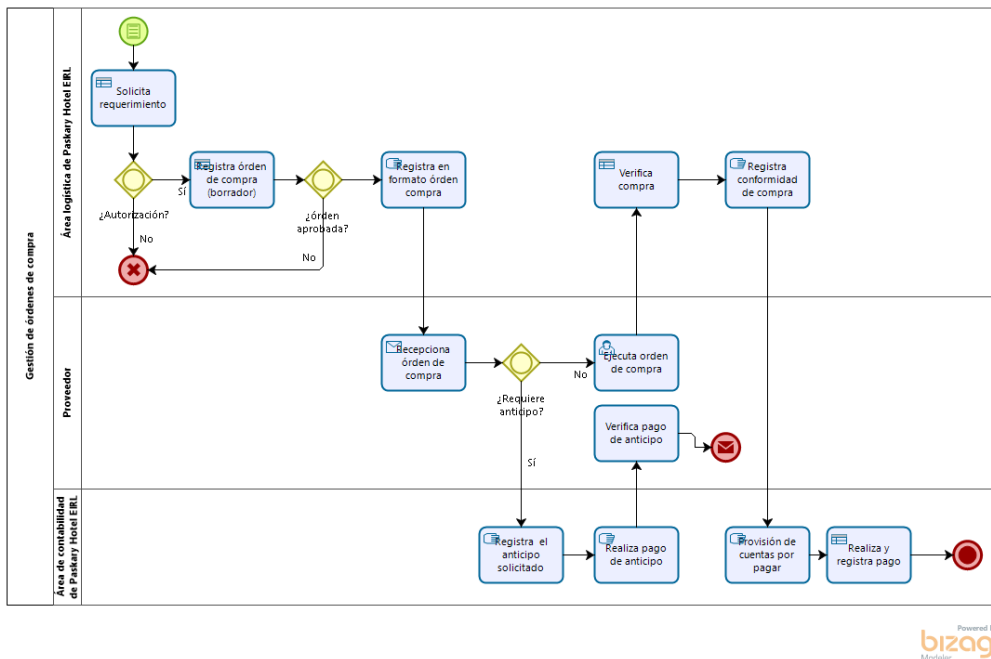 Gestión de órdenes de compra
Área logística de Paskary Hotel EIRL
Solicita
requerimiento
¿Autorización?
Sí
No
Registra órden
de compra
(borrador)
¿órden
aprobada?
No
Registra en
formato órden
compra
Verifica
compra
Registra
conformidad
de compra
Proveedor
Recepciona
órden de
compra
¿Requiere
anticipo?
No
Sí
Ejecuta orden
de compra
Verifica pago
de anticipo
Área de contabilidad
de Paskary Hotel EIRL
Registra el
anticipo
solicitado
Realiza pago
de anticipo
Provisión de
cuentas por
pagar
Realiza y
registra pago
Powered
bizag
Modeler